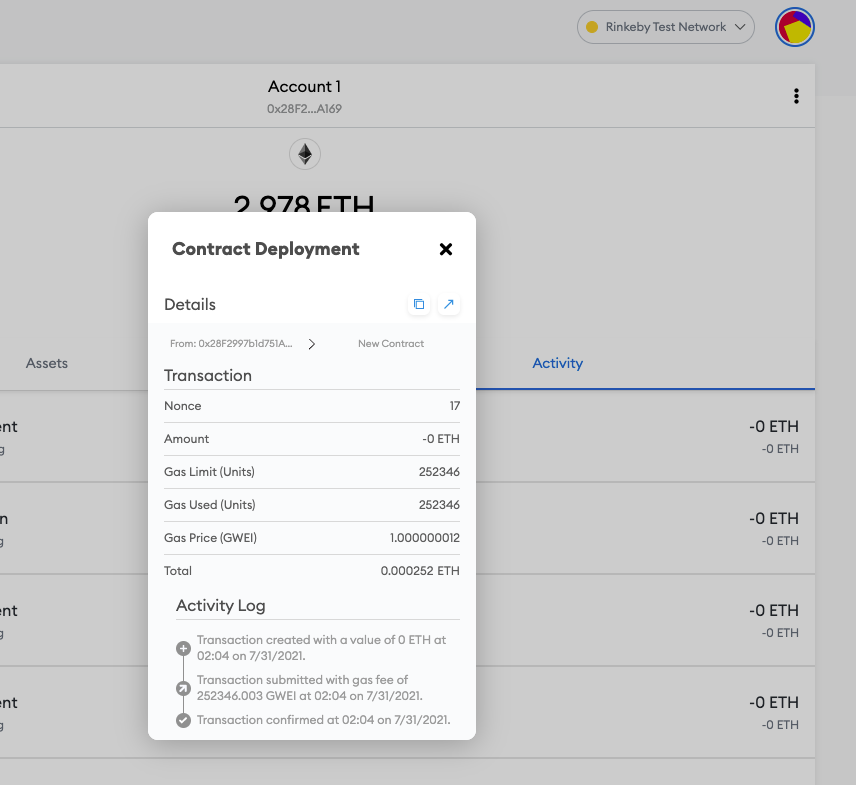 Rinkeby Test Network
Account 1
0x28F2...A169
2.978 ETH
Contract Deployment
Details
From: 0x28F2997b1d751A...
New Contract
Assets
Activity
Transaction
Nonce
17
Amount
-0 ETH
Gas Limit (Units)
252346
Gas Used (Units)
252346
Gas Price (GWEI)
1.000000012
Total
0.000252 ETH
Activity Log
Transaction created with a value of 0 ETH at
02:04 on 7/31/2021.
Transaction submitted with gas fee of
252346.003 GWEI at 02:04 on 7/31/2021.
Transaction confirmed at 02:04 on 7/31/2021.
ent
-0 ETH
g
-0 ETH
n
-0 ETH
g
-0 ETH
ent
-0 ETH
g
-0 ETH
ent
-0 ETH
g
-0 ETH